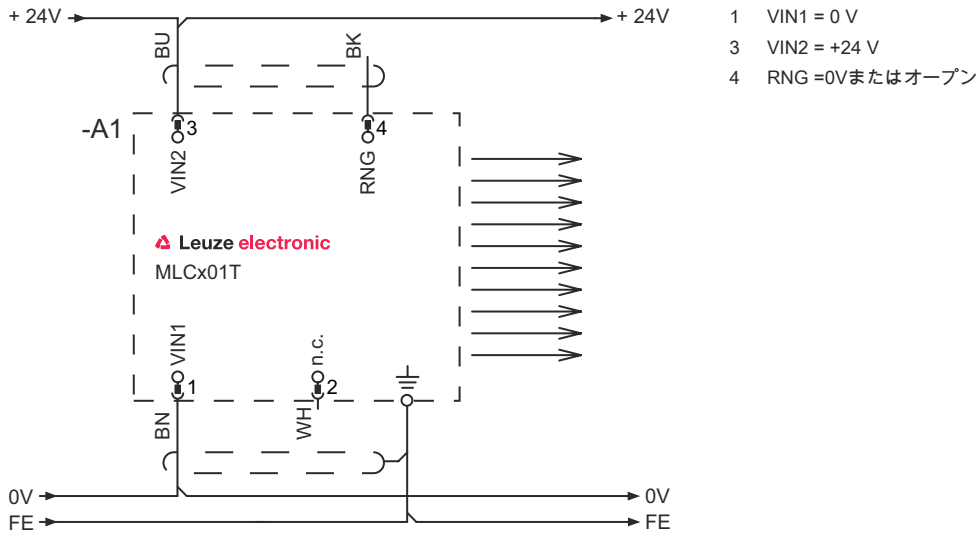 + 24V
+ 24V
BU
BK
-A1
3
4
VIN2
RNG
Leuze electronic
MLCx01T
VIN1
n.c.
1
2
BN
WH
0V
0V
FE
FE
1 VIN1 = 0 V
3 VIN2 = +24 V
4 RNG =0Vまたはオープン